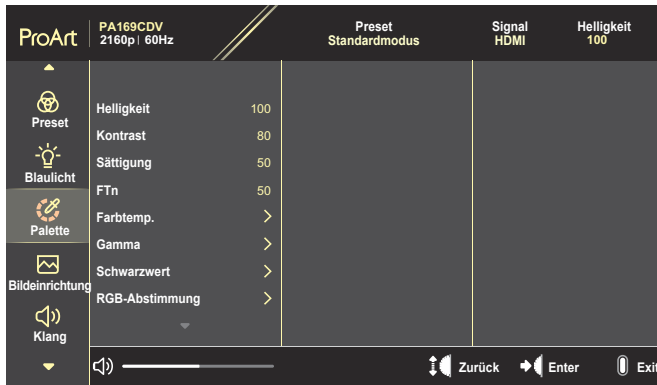 ProArt
PA169CDV
2160p | 60Hz
Preset
Standardmodus
Signal
HDMI
Helligkeit
100
Preset
Blaulicht
Palette
Bildeinrichtung
Klang
Helligkeit 100
Kontrast 80
Sättigung 50
FTn 50
Farbtemp.
Gamma
Schwarzwert
RGB-Abstimmung
Zurück
Enter
Exit